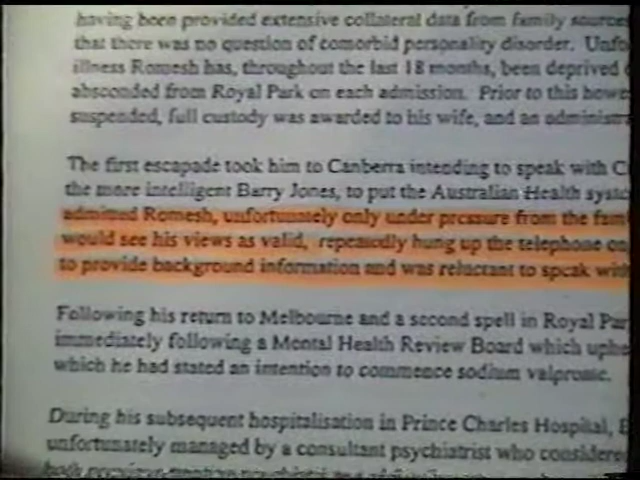 having been provided extensive collateral data from family sources
that there was no question of comorbid personality disorder. Unfo
illness Romesh has, throughout the last 18 months, been deprived
absconded from Royal Park on each admission. Prior to this howe
suspended, full custody was awarded to his wife, and an administra
The first escapade took him to Canberra intending to speak with C
the more intelligent Barry Jones, to put the Australian Health syste
admitted Romesh, unfortunately only under pressure from the fam
would see his views as valid, repeatedly hung up the telephone on
to provide background information and was reluctant to speak with
Following his return to Melbourne and a second spell in Royal Par
immediately following a Mental Health Review Board which uphe
which he had stated an intention to commence sodium valproate.
During his subsequent hospitalisation in Prince Charles Hospital, B
unfortunately managed by a consultant psychiatrist who considere
both previous